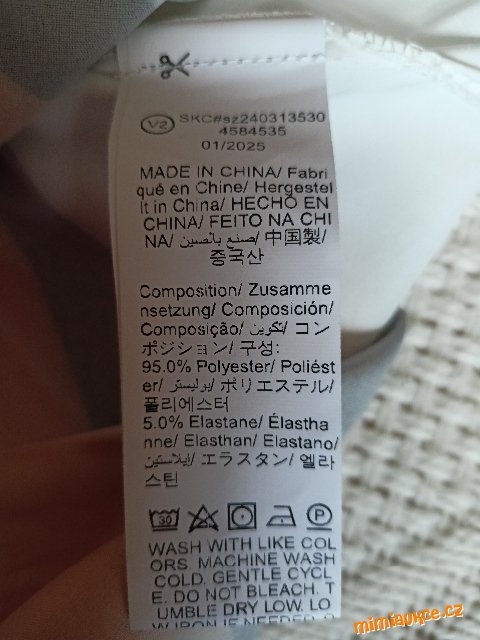 V2
SKC#sz240313530
4584535
01/2025
MADE IN CHINA/ Fabri
qué en Chine/ Hergestel
lt in China/ HECHO EN
CHINA/ FEITO NA CHI
NA/ صنع بالصين/ 中国製/
중국산
Composition/ Zusamme
nsetzung/ Composición/
Composição/ تكوين/ コン
ポジション/ 구성:
95.0% Polyester/ Poliést
er/ بوليستر/ ポリエステル/
폴리에스터
5.0% Elastane/ Élastha
nne/ Elasthan/ Elastano/
إيلاستين/ エラスタン/ 엘라
스틴
30 P
WASH WITH LIKE COL
ORS. MACHINE WASH
COLD. GENTLE CYCL
E. DO NOT BLEACH. T
UMBLE DRY LOW. LO
W IRON IF NEEDED
mimiaukce.cz